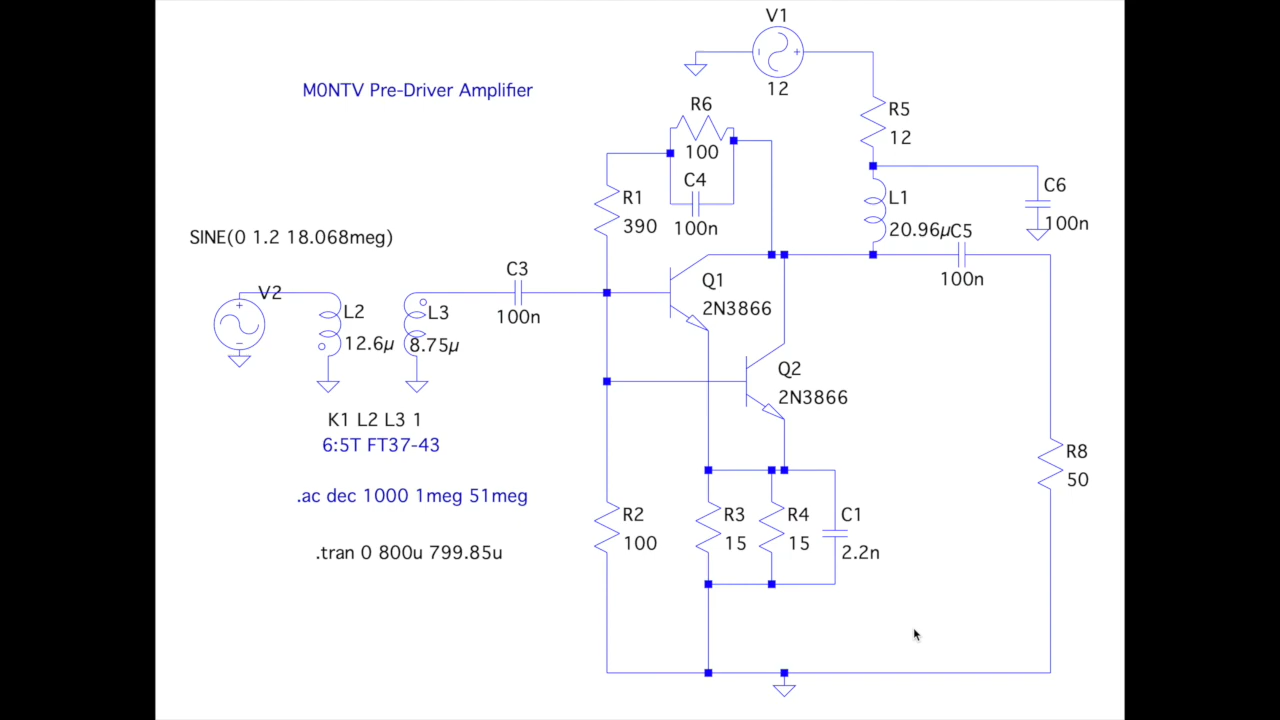 V1
12
M0NTV Pre-Driver Amplifier
R6
100
R5
12
C4
100n
R1
390
L1
20.96µ
C6
100n
C5
100n
SINE(0 1.2 18.068meg)
V2
L2
12.6µ
L3
8.75µ
C3
100n
Q1
2N3866
Q2
2N3866
K1 L2 L3 1
6:5T FT37-43
.ac dec 1000 1meg 51meg
.tran 0 800u 799.85u
R2
100
R3
15
R4
15
C1
2.2n
R8
50